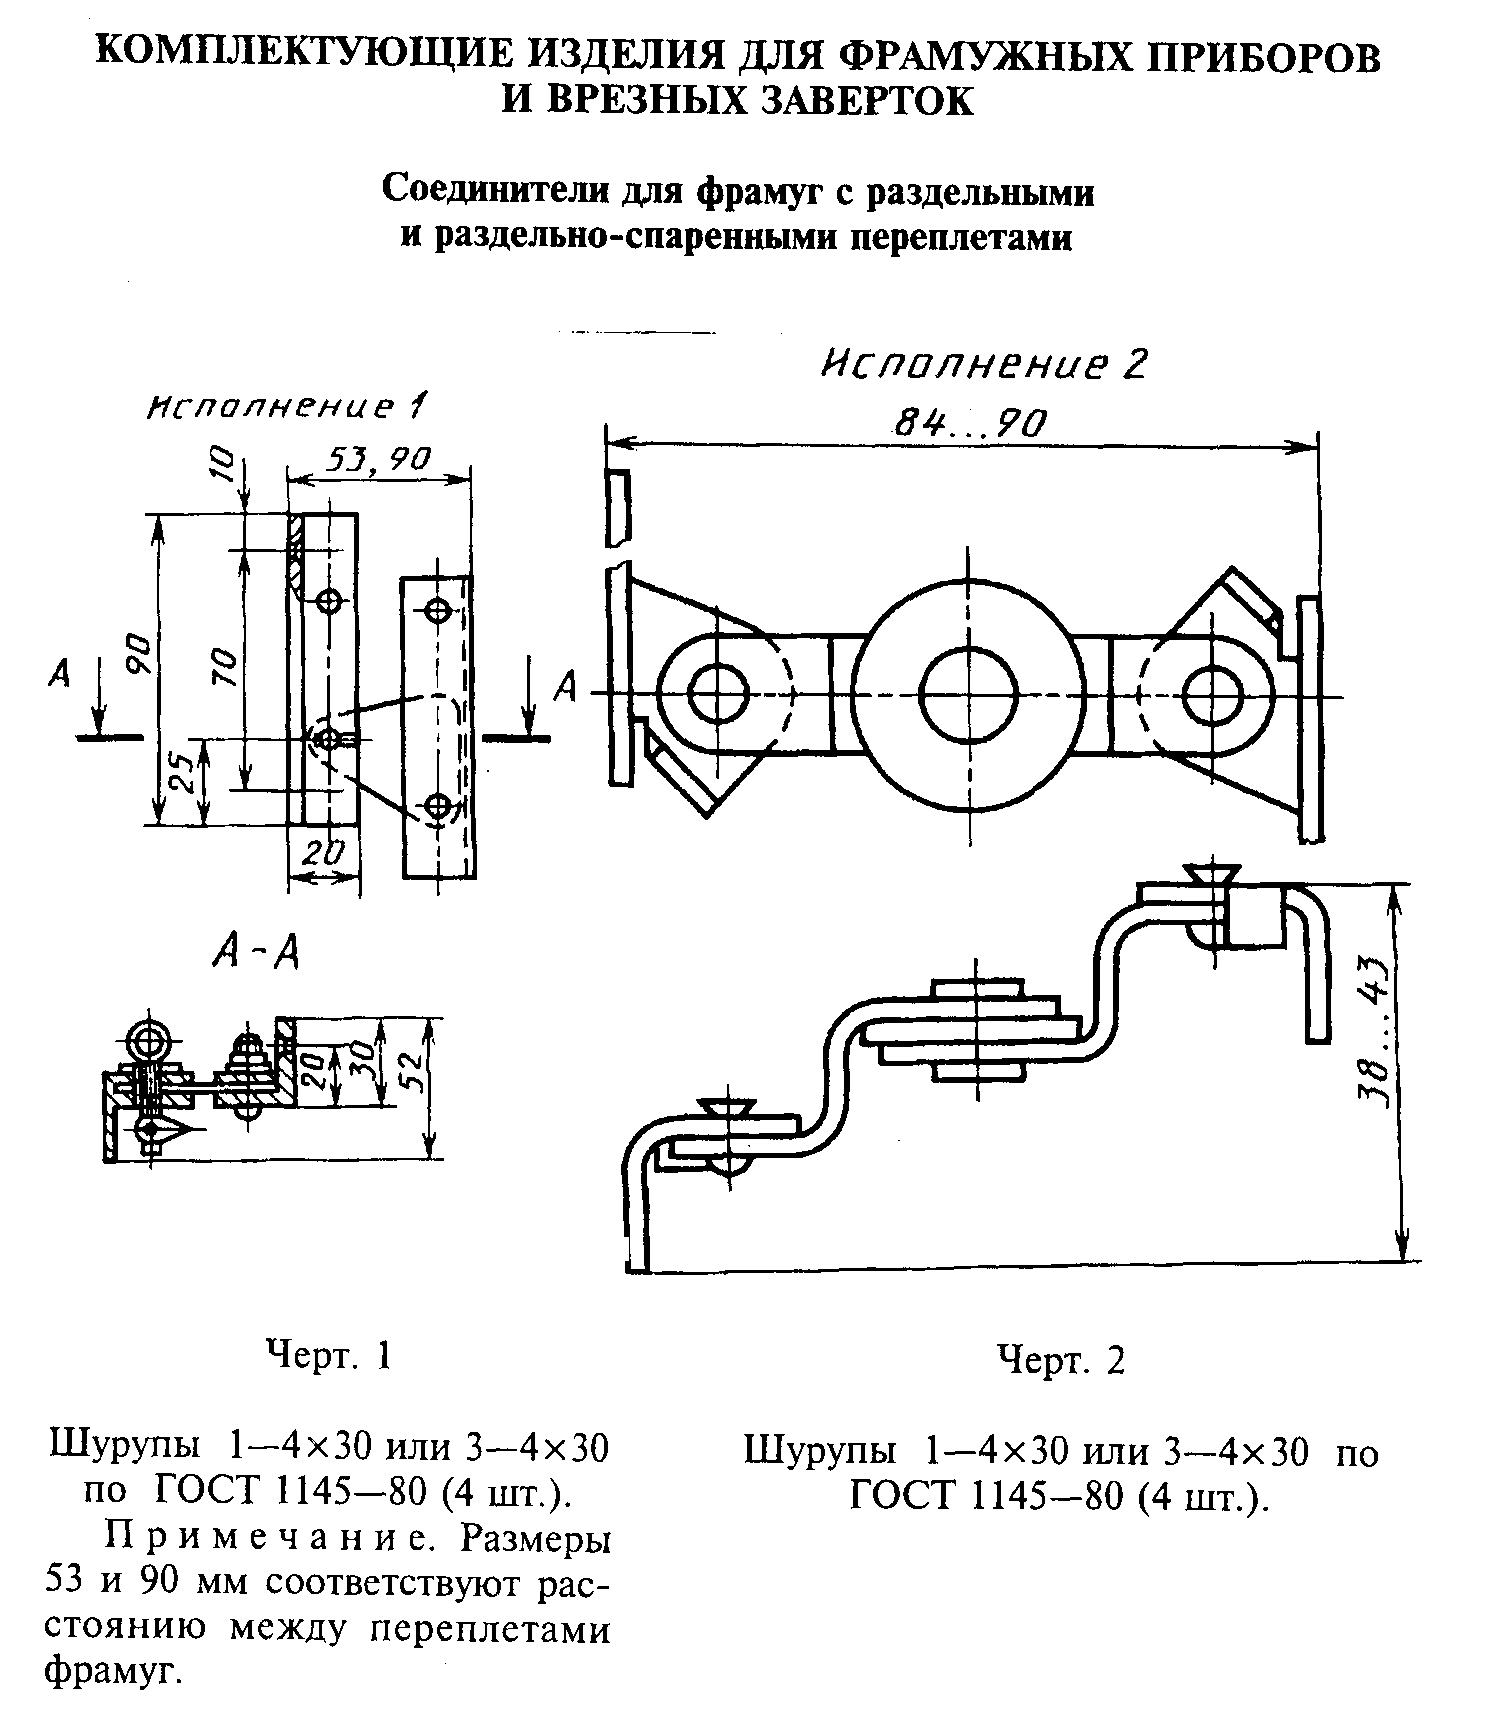 КОМПЛЕКТУЮЩИЕ ИЗДЕЛИЯ ДЛЯ ФРАМУЖНЫХ ПРИБОРОВ
И ВРЕЗНЫХ ЗАВЕРТОК
Соединители для фрамуг с раздельными
и раздельно-спаренными переплетами
Исполнение 1
10
53, 90
90
70
25
20
А
А
А-А
20
30
52
Исполнение 2
84...90
38...43
Черт. 1
Шурупы 1—4×30 или 3—4×30
по ГОСТ 1145—80 (4 шт.).
Примечание. Размеры
53 и 90 мм соответствуют рас-
стоянию между переплетами
фрамуг.
Черт. 2
Шурупы 1—4×30 или 3—4×30 по
ГОСТ 1145—80 (4 шт.).